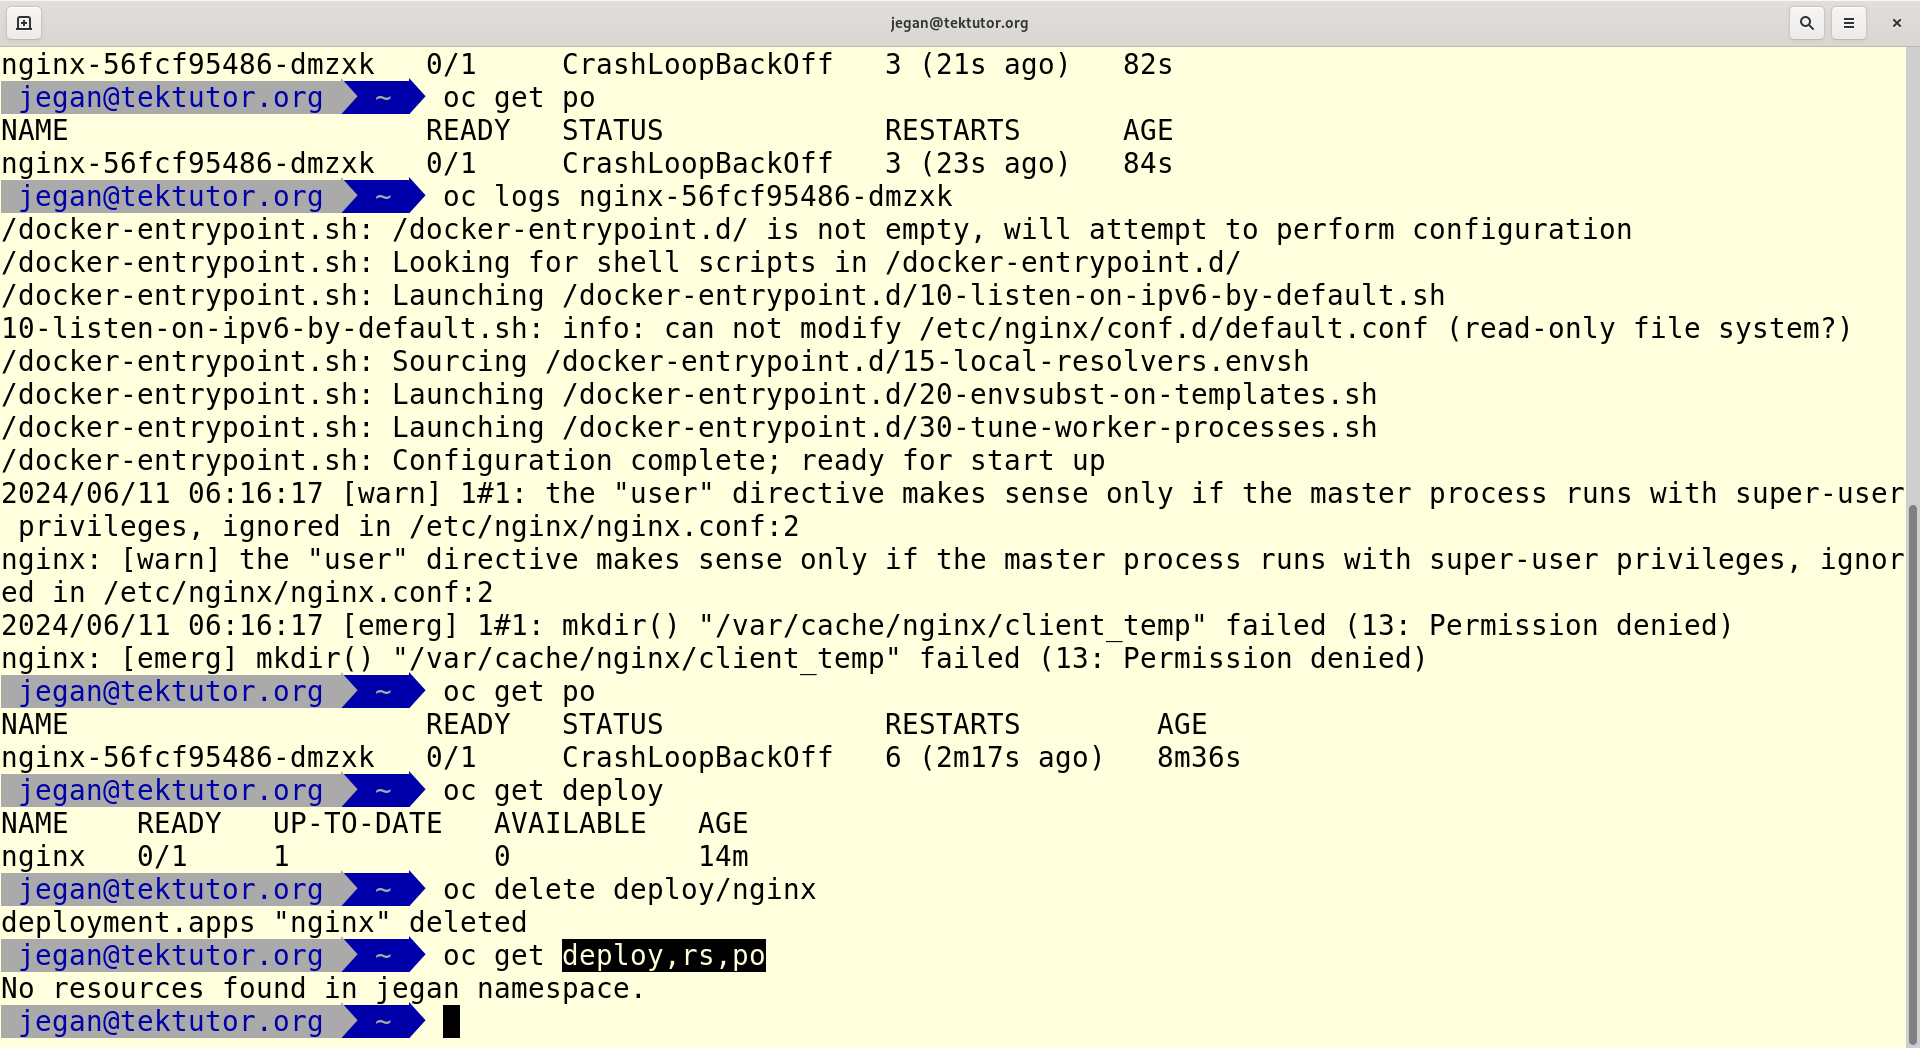 jegan@tektutor.org
nginx-56fcf95486-dmzxk   0/1     CrashLoopBackOff   3 (21s ago)   82s
jegan@tektutor.org ~ oc get po
NAME                     READY   STATUS             RESTARTS      AGE
nginx-56fcf95486-dmzxk   0/1     CrashLoopBackOff   3 (23s ago)   84s
jegan@tektutor.org ~ oc logs nginx-56fcf95486-dmzxk
/docker-entrypoint.sh: /docker-entrypoint.d/ is not empty, will attempt to perform configuration
/docker-entrypoint.sh: Looking for shell scripts in /docker-entrypoint.d/
/docker-entrypoint.sh: Launching /docker-entrypoint.d/10-listen-on-ipv6-by-default.sh
10-listen-on-ipv6-by-default.sh: info: can not modify /etc/nginx/conf.d/default.conf (read-only file system?)
/docker-entrypoint.sh: Sourcing /docker-entrypoint.d/15-local-resolvers.envsh
/docker-entrypoint.sh: Launching /docker-entrypoint.d/20-envsubst-on-templates.sh
/docker-entrypoint.sh: Launching /docker-entrypoint.d/30-tune-worker-processes.sh
/docker-entrypoint.sh: Configuration complete; ready for start up
2024/06/11 06:16:17 [warn] 1#1: the "user" directive makes sense only if the master process runs with super-user
 privileges, ignored in /etc/nginx/nginx.conf:2
nginx: [warn] the "user" directive makes sense only if the master process runs with super-user privileges, ignor
ed in /etc/nginx/nginx.conf:2
2024/06/11 06:16:17 [emerg] 1#1: mkdir() "/var/cache/nginx/client_temp" failed (13: Permission denied)
nginx: [emerg] mkdir() "/var/cache/nginx/client_temp" failed (13: Permission denied)
jegan@tektutor.org ~ oc get po
NAME                     READY   STATUS             RESTARTS        AGE
nginx-56fcf95486-dmzxk   0/1     CrashLoopBackOff   6 (2m17s ago)   8m36s
jegan@tektutor.org ~ oc get deploy
NAME    READY   UP-TO-DATE   AVAILABLE   AGE
nginx   0/1     1            0           14m
jegan@tektutor.org ~ oc delete deploy/nginx
deployment.apps "nginx" deleted
jegan@tektutor.org ~ oc get deploy,rs,po
No resources found in jegan namespace.
jegan@tektutor.org ~